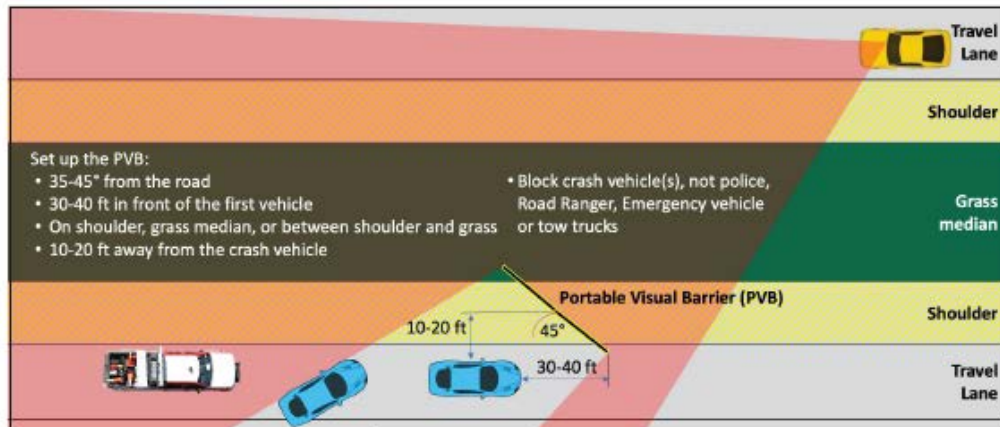 Travel
Lane
Shoulder
Set up the PVB:
• 35-45° from the road
• 30-40 ft in front of the first vehicle
• On shoulder, grass median, or between shoulder and grass
• 10-20 ft away from the crash vehicle
• Block crash vehicle(s), not police,
Road Ranger, Emergency vehicle
or tow trucks
Grass
median
Portable Visual Barrier (PVB)
Shoulder
10-20 ft
45°
30-40 ft
Travel
Lane